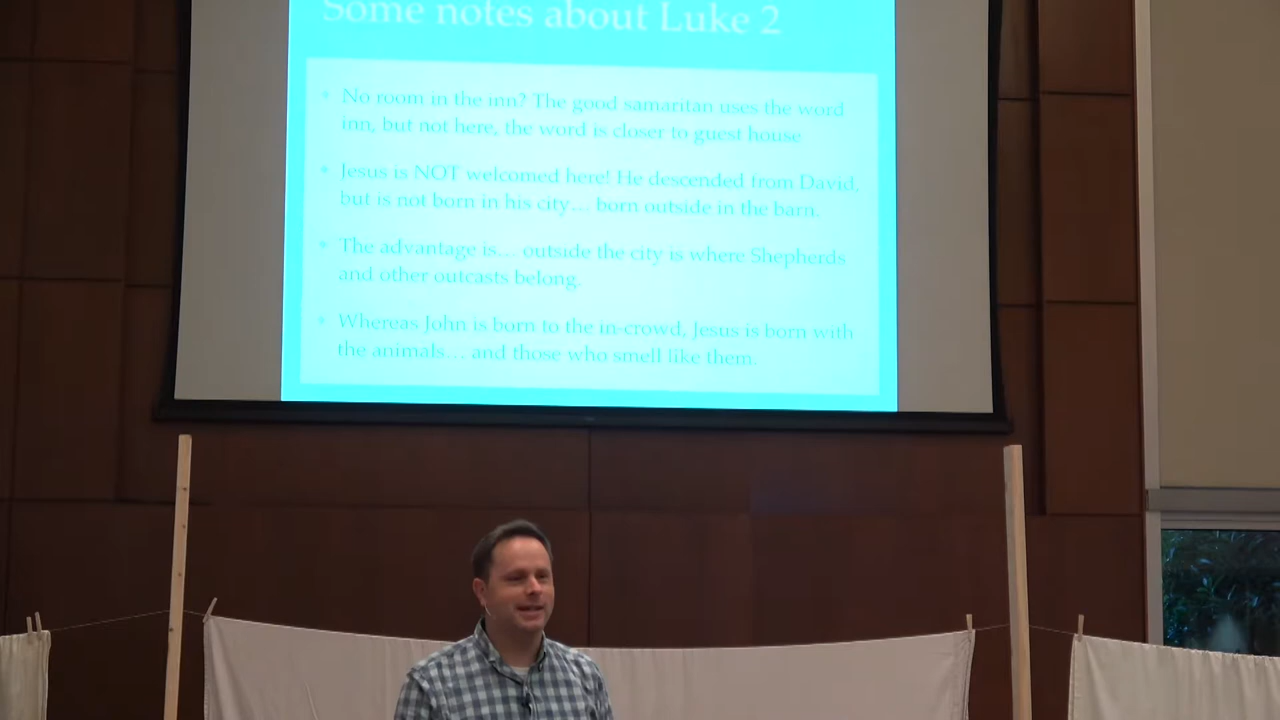 Some notes about Luke 2
No room in the inn? The good samaritan uses the word
inn, but not here, the word is closer to guest house
Jesus is NOT welcomed here! He descended from David,
but is not born in his city... born outside in the barn.
The advantage is... outside the city is where Shepherds
and other outcasts belong.
Whereas John is born to the in-crowd, Jesus is born with
the animals... and those who smell like them.